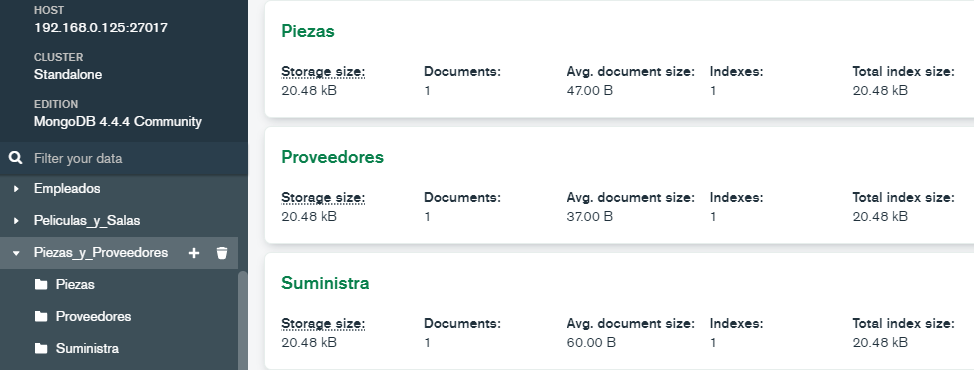 HOST
192.168.0.125:27017
CLUSTER
Standalone
EDITION
MongoDB 4.4.4 Community
Filter your data
Empleados
Peliculas_y_Salas
Piezas_y_Proveedores
Piezas
Proveedores
Suministra
Piezas
Storage size: Documents: Avg. document size: Indexes: Total index size:
20.48 kB 1 47.00 B 1 20.48 kB
Proveedores
Storage size: Documents: Avg. document size: Indexes: Total index size:
20.48 kB 1 37.00 B 1 20.48 kB
Suministra
Storage size: Documents: Avg. document size: Indexes: Total index size:
20.48 kB 1 60.00 B 1 20.48 kB